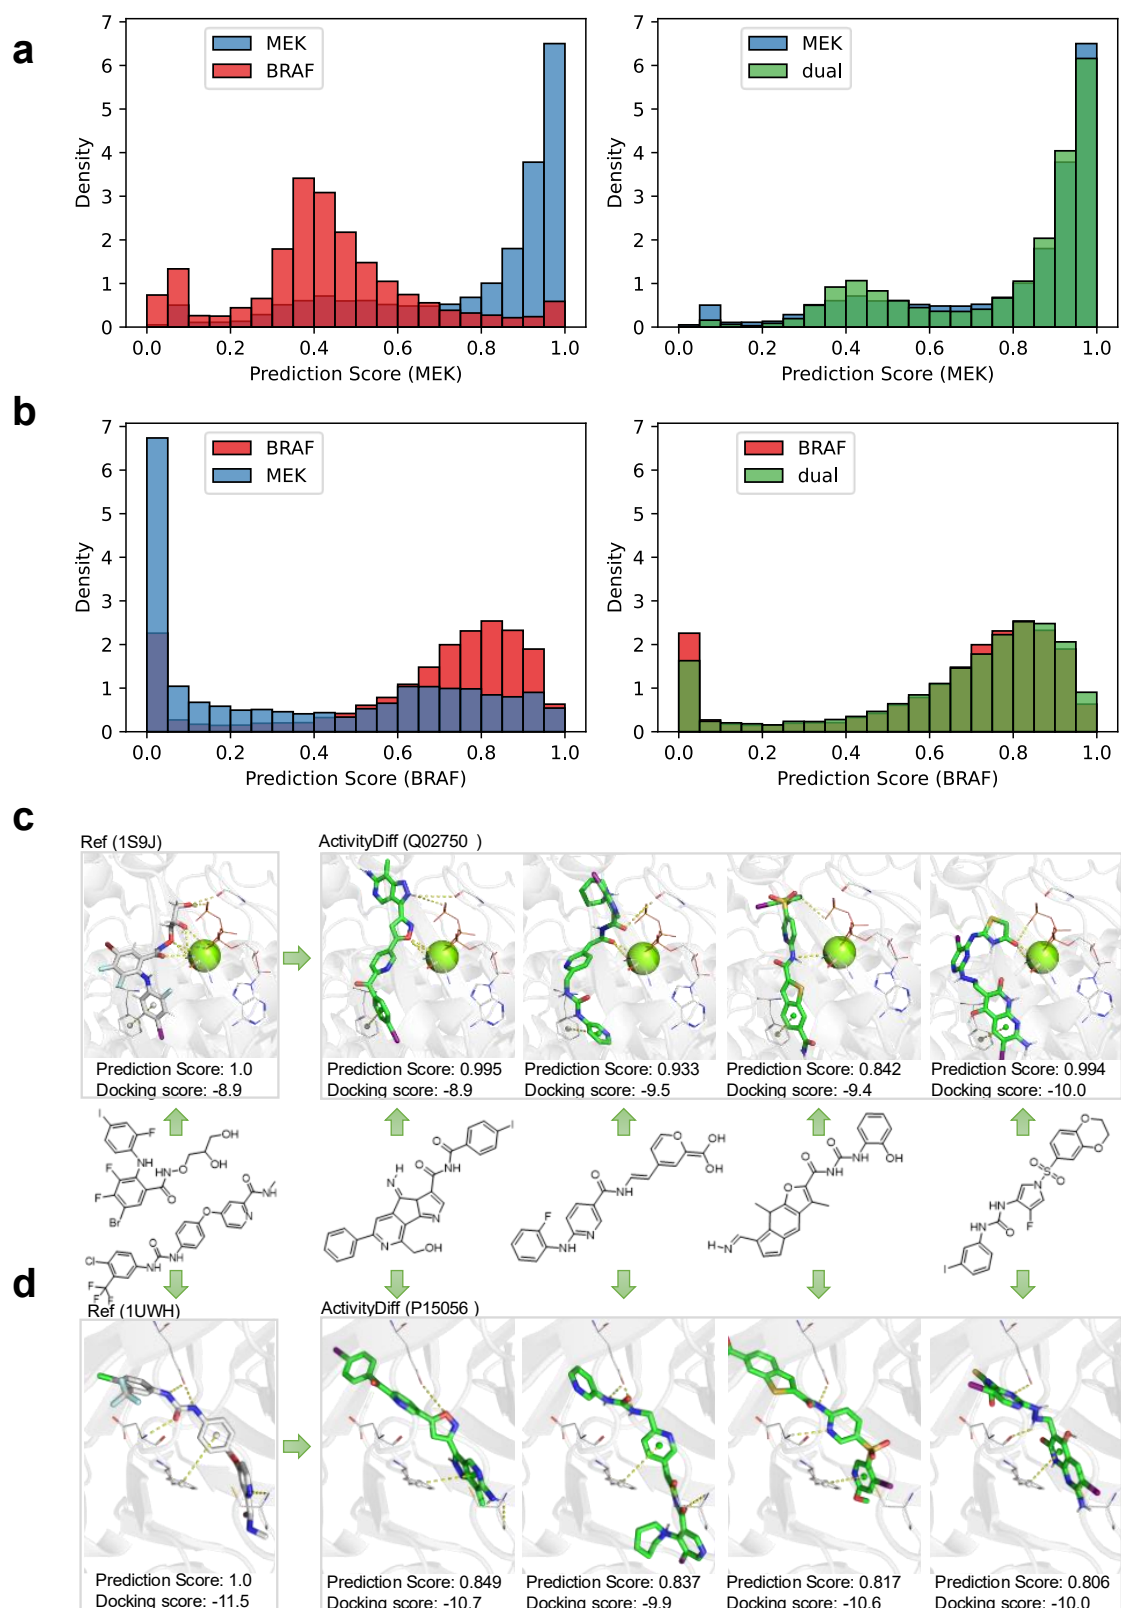 a
7
6
5
4
3
2
1
0
Density
MEK
BRAF
0.0 0.2 0.4 0.6 0.8 1.0
Prediction Score (MEK)
7
6
5
4
3
2
1
0
Density
MEK
dual
0.0 0.2 0.4 0.6 0.8 1.0
Prediction Score (MEK)
b
7
6
5
4
3
2
1
0
Density
BRAF
MEK
0.0 0.2 0.4 0.6 0.8 1.0
Prediction Score (BRAF)
7
6
5
4
3
2
1
0
Density
BRAF
dual
0.0 0.2 0.4 0.6 0.8 1.0
Prediction Score (BRAF)
c
Ref (1S9J)
ActivityDiff (Q02750 )
Prediction Score: 1.0
Docking score: -8.9
Prediction Score: 0.995
Docking score: -8.9
Prediction Score: 0.933
Docking score: -9.5
Prediction Score: 0.842
Docking score: -9.4
Prediction Score: 0.994
Docking score: -10.0
d
Ref (1UWH)
ActivityDiff (P15056 )
Prediction Score: 1.0
Docking score: -11.5
Prediction Score: 0.849
Docking score: -10.7
Prediction Score: 0.837
Docking score: -9.9
Prediction Score: 0.817
Docking score: -10.6
Prediction Score: 0.806
Docking score: -10.0